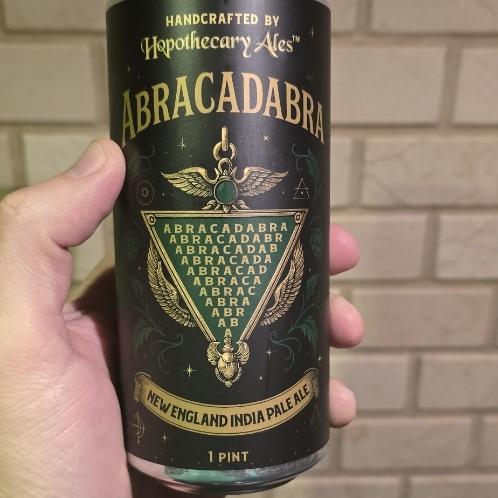 HANDCRAFTED BY
Hopothecary Ales™
ABRACADABRA
ABRACADABRA
ABRACADABR
ABRACADAB
ABRACADA
ABRACAD
ABRACA
ABRAC
ABRA
ABR
AB
A
NEW ENGLAND INDIA PALE ALE
1 PINT